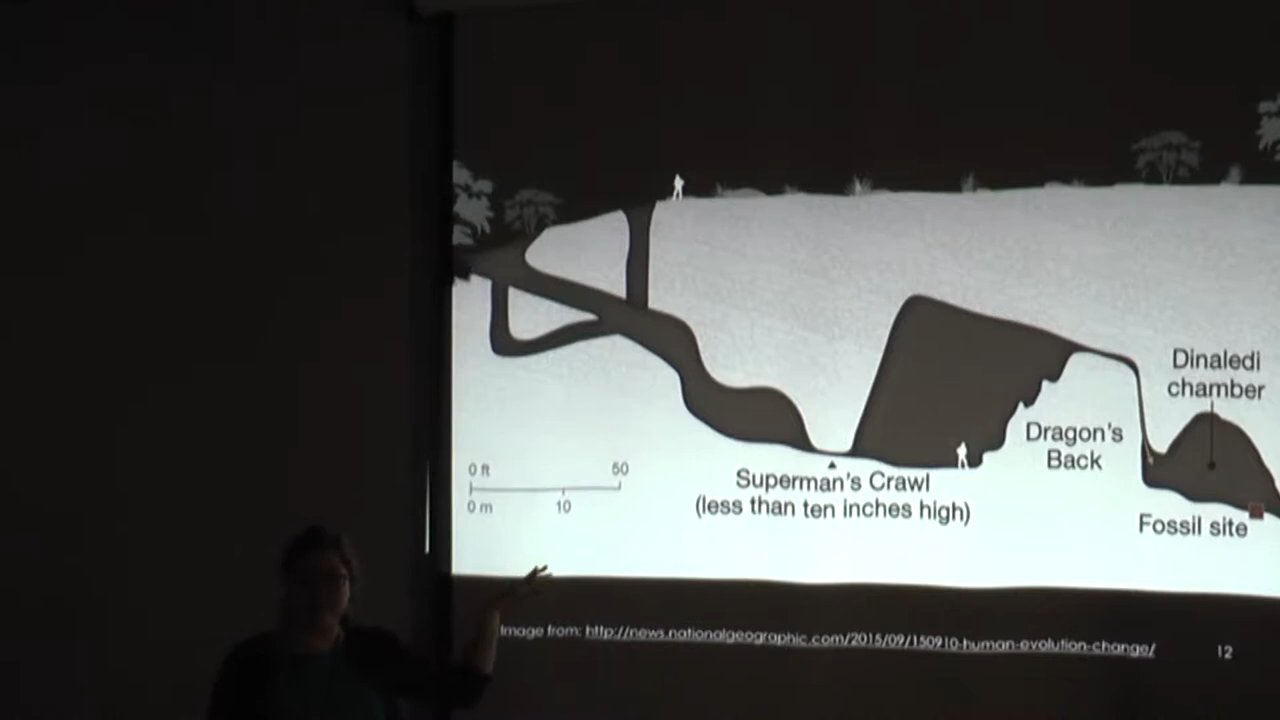 Dinaledi
chamber
Dragon's
Back
0 ft 60
0 m 10
Superman's Crawl
(less than ten inches high)
Fossil site
Image from: http://news.nationalgeographic.com/2015/09/150910-human-evolution-change/
12